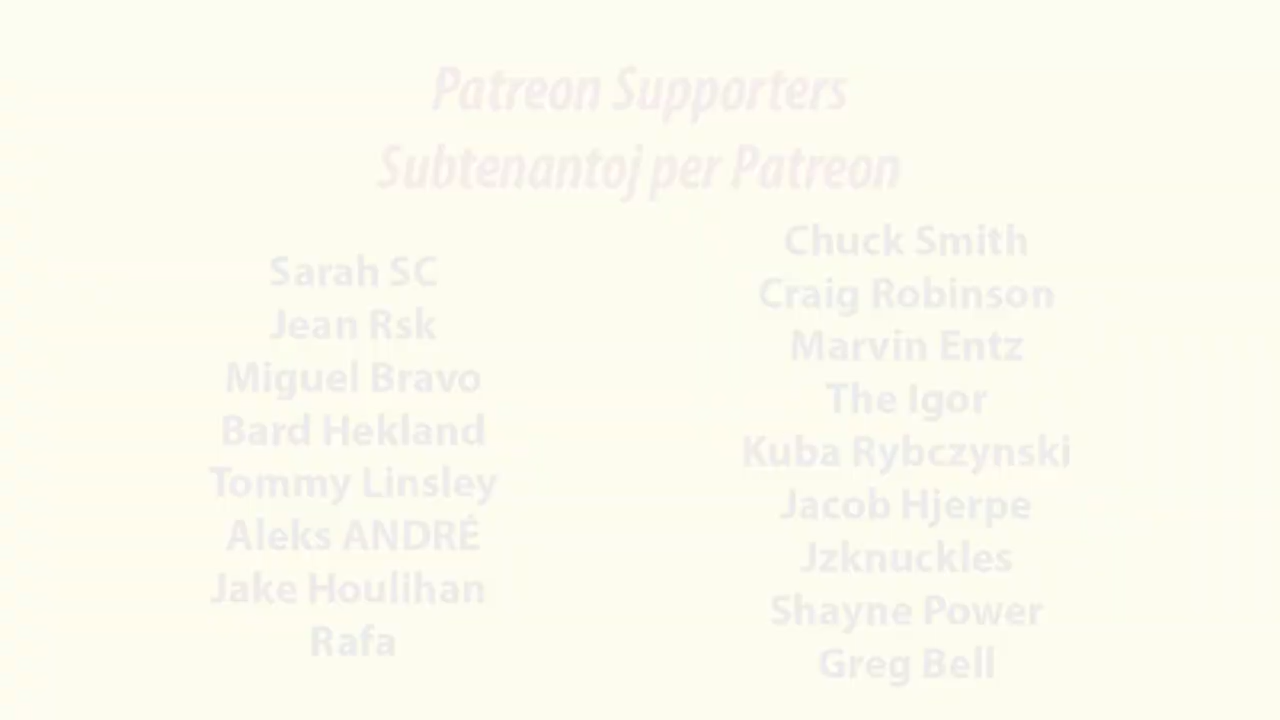 Patreon Supporters
Subtenantoj per Patreon
Sarah SC
Jean Rsk
Miguel Bravo
Bard Hekland
Tommy Linsley
Aleks ANDRÉ
Jake Houlihan
Rafa
Chuck Smith
Craig Robinson
Marvin Entz
The Igor
Kuba Rybczynski
Jacob Hjerpe
Jzknuckles
Shayne Power
Greg Bell